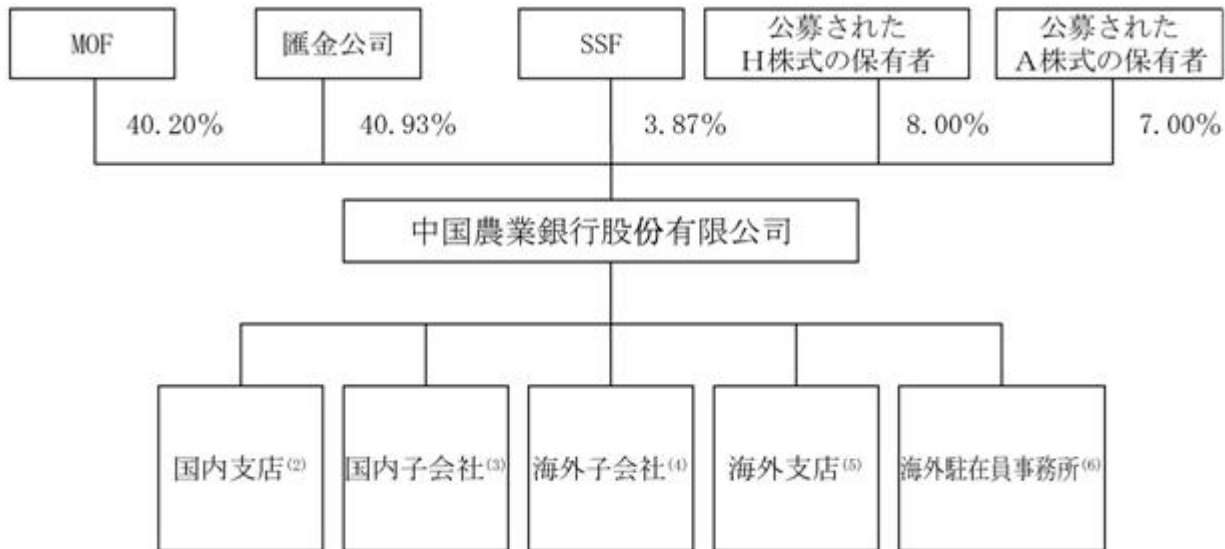 MOF
匯金公司
SSF
公募された
H株式の保有者
公募された
A株式の保有者
40.20%
40.93%
3.87%
8.00%
7.00%
中国農業銀行股份有限公司
国内支店(2)
国内子会社(3)
海外子会社(4)
海外支店(5)
海外駐在員事務所(6)